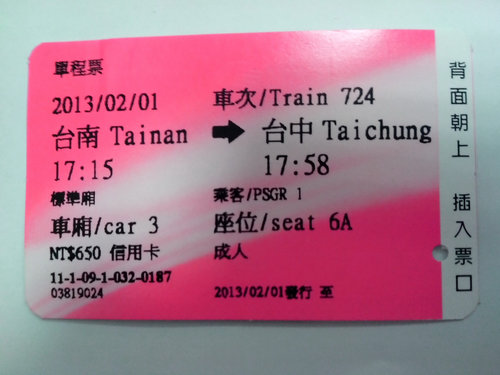 單程票
2013/02/01 車次/Train 724
台南 Tainan → 台中 Taichung
17:15 17:58
標準廂 乘客/PSGR 1
車廂/car 3 座位/seat 6A
NT$650 信用卡 成人
11-1-09-1-032-0187
03819024 2013/02/01發行 至
背面朝上 插入票口